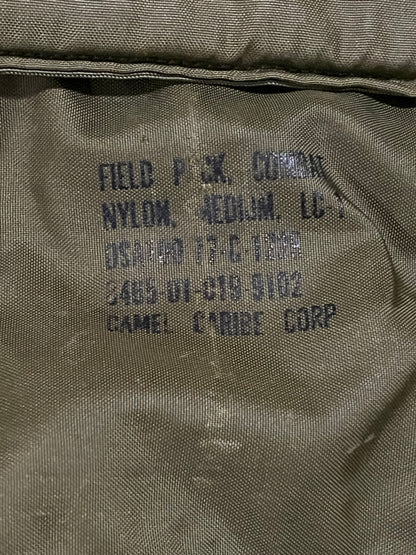 FIELD PACK, COMBAT
NYLON, MEDIUM, LC-1
8465-01-019-9102
CAMEL CARIBE CORP